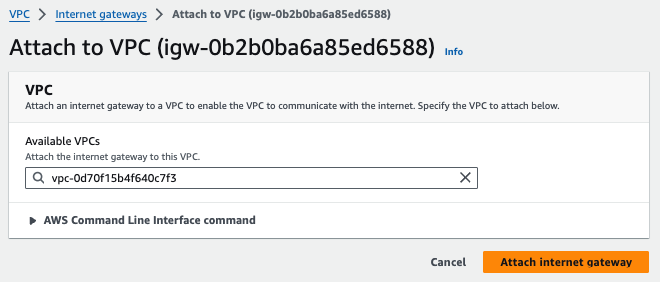 VPC > Internet gateways > Attach to VPC (igw-0b2b0ba6a85ed6588)
Attach to VPC (igw-0b2b0ba6a85ed6588) Info
VPC
Attach an internet gateway to a VPC to enable the VPC to communicate with the internet. Specify the VPC to attach below.
Available VPCs
Attach the internet gateway to this VPC.
vpc-0d70f15b4f640c7f3
AWS Command Line Interface command
Cancel Attach internet gateway